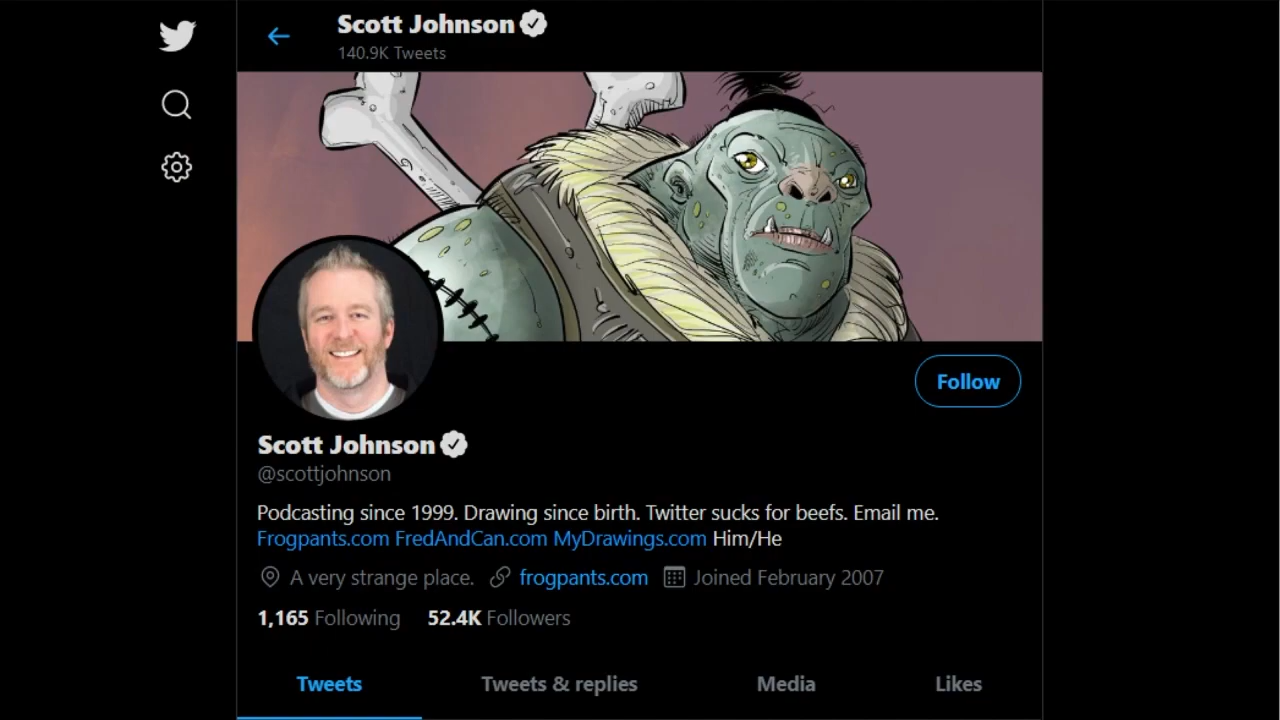 Scott Johnson
140.9K Tweets
Follow
Scott Johnson
@scottjohnson
Podcasting since 1999. Drawing since birth. Twitter sucks for beefs. Email me.
Frogpants.com FredAndCan.com MyDrawings.com Him/He
A very strange place. frogpants.com Joined February 2007
1,165 Following 52.4K Followers
Tweets Tweets & replies Media Likes